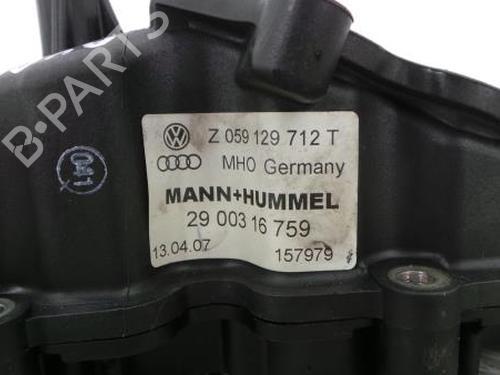 B-PARTS
Z 059 129 712 T
MHO Germany
MANN+HUMMEL
29 003 16 759
13.04.07 157979